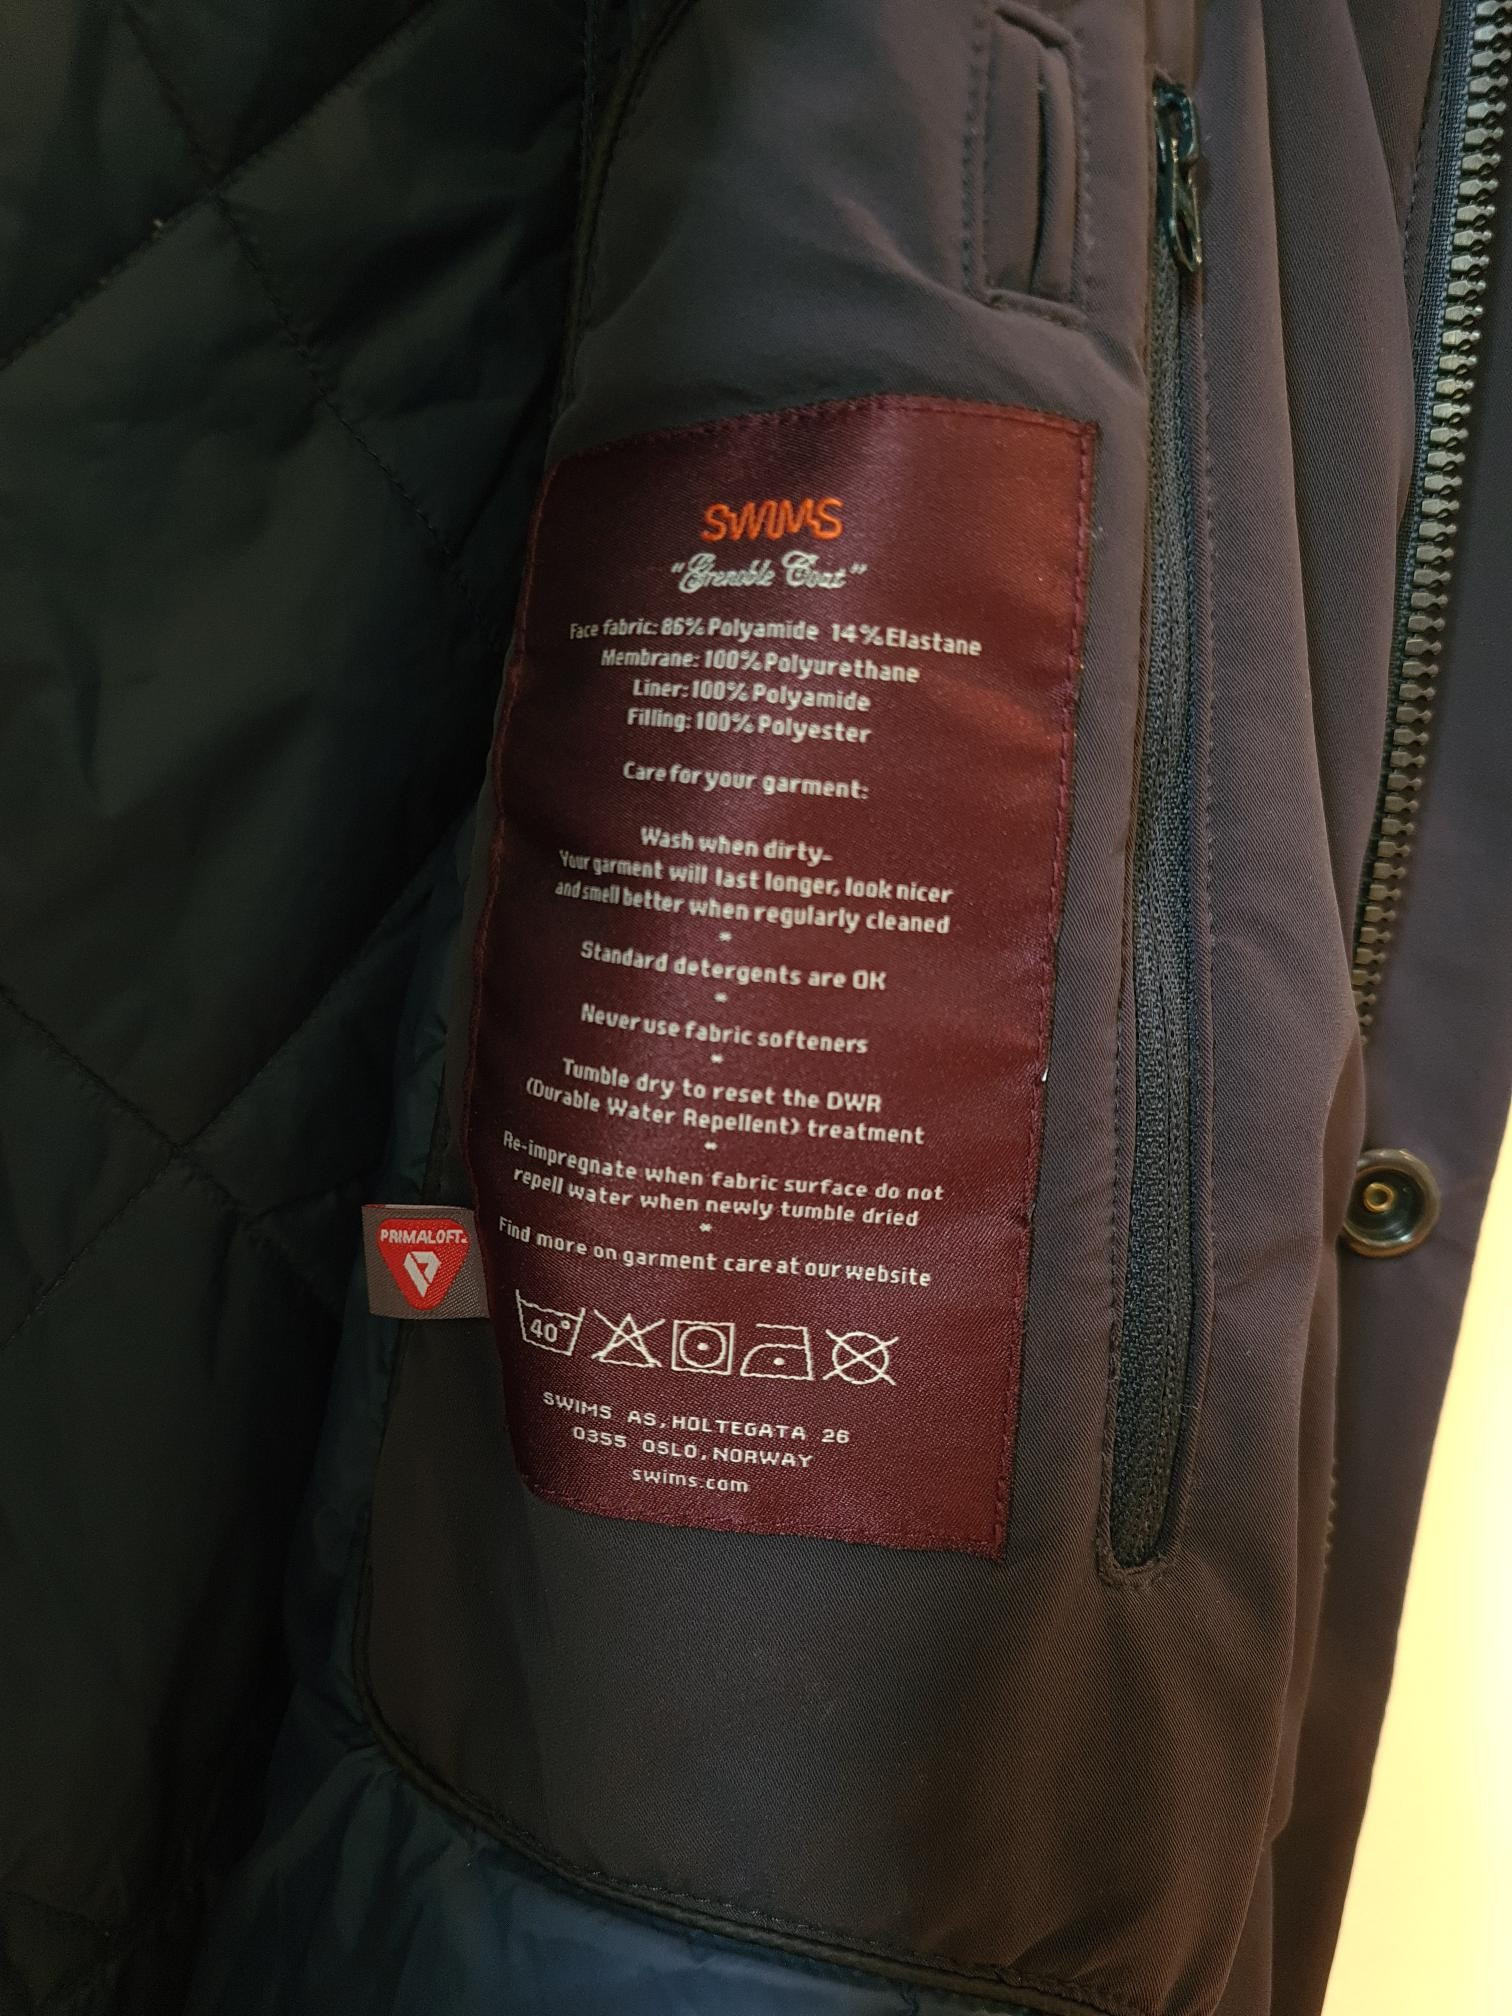 SWIMS
"Grenoble Coat"
Face fabric: 86% Polyamide 14% Elastane
Membrane: 100% Polyurethane
Liner: 100% Polyamide
Filling: 100% Polyester
Care for your garment:
Wash when dirty-
Your garment will last longer, look nicer
and smell better when regularly cleaned
*
Standard detergents are OK
*
Never use fabric softeners
*
Tumble dry to reset the DWR
(Durable Water Repellent) treatment
*
Re-impregnate when fabric surface do not
repell water when newly tumble dried
*
Find more on garment care at our website
PRIMALOFT
40°
SWIMS AS, HOLTEGATA 26
0355 OSLO, NORWAY
swims.com